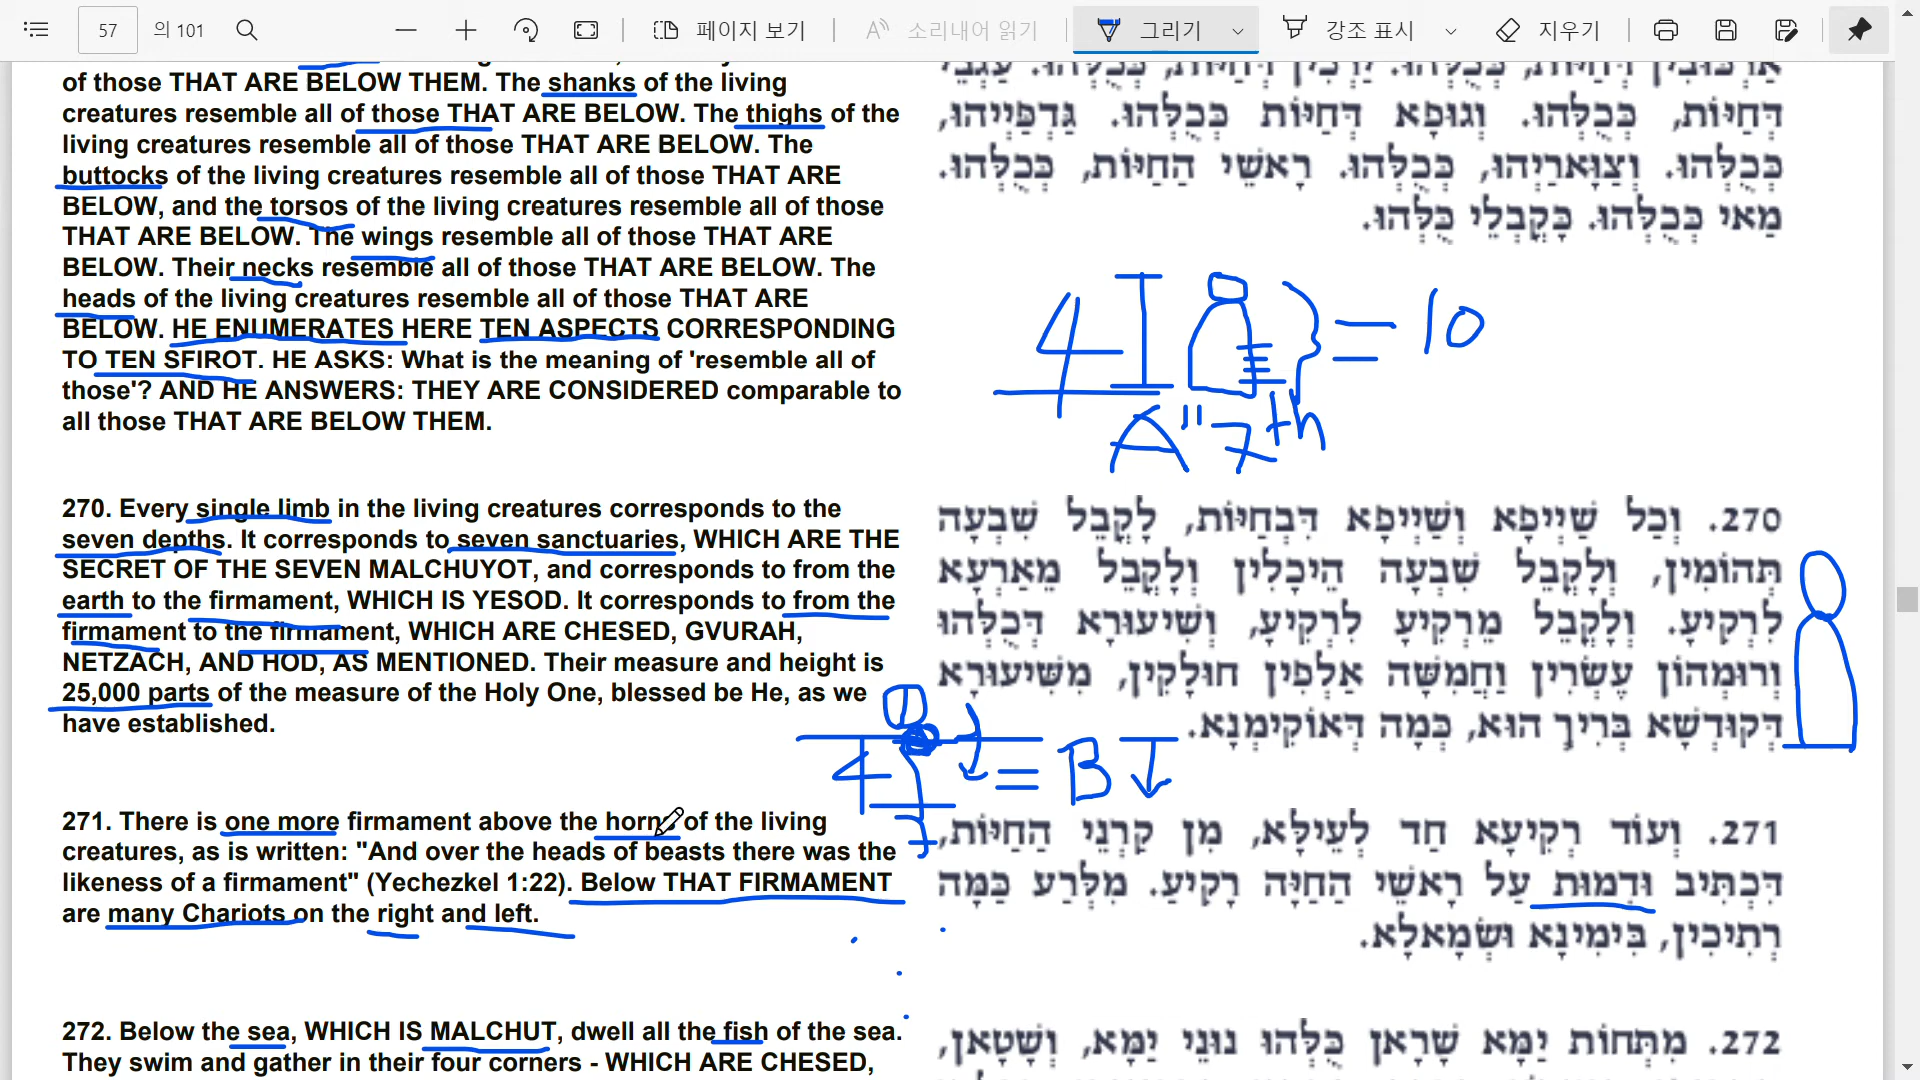 57
의 101
페이지 보기
소리내어 읽기
그리기
강조 표시
지우기
of those THAT ARE BELOW THEM. The shanks of the living
creatures resemble all of those THAT ARE BELOW. The thighs of the
living creatures resemble all of those THAT ARE BELOW. The
buttocks of the living creatures resemble all of those THAT ARE
BELOW, and the torsos of the living creatures resemble all of those
THAT ARE BELOW. The wings resemble all of those THAT ARE
BELOW. Their necks resemble all of those THAT ARE BELOW. The
heads of the living creatures resemble all of those THAT ARE
BELOW. HE ENUMERATES HERE TEN ASPECTS CORRESPONDING
TO TEN SFIROT. HE ASKS: What is the meaning of 'resemble all of
those'? AND HE ANSWERS: THEY ARE CONSIDERED comparable to
all those THAT ARE BELOW THEM.
דְּחַיּוֹת, כְּכֻלְּהוּ. וְגוּפָא דְּחַיּוֹת כְּכֻלְּהוּ. גַּדְפַּיְיהוּ,
כְּכֻלְּהוּ. וְצַוָּארַיְהוּ, כְּכֻלְּהוּ. רָאשֵׁי הַחַיּוֹת, כְּכֻלְּהוּ.
מַאי כְּכֻלְּהוּ. כָּקֳבְלֵי כֻּלְּהוּ.
4 I = 10
A" 7th
270. Every single limb in the living creatures corresponds to the
seven depths. It corresponds to seven sanctuaries, WHICH ARE THE
SECRET OF THE SEVEN MALCHUYOT, and corresponds to from the
earth to the firmament, WHICH IS YESOD. It corresponds to from the
firmament to the firmament, WHICH ARE CHESED, GVURAH,
NETZACH, AND HOD, AS MENTIONED. Their measure and height is
25,000 parts of the measure of the Holy One, blessed be He, as we
have established.
270. וְכַל שַׁיְיפָא וְשַׁיְיפָא דִּבְחַיּוֹת, לָקֳבֵל שִׁבְעָה
תְּהוֹמִין, וְלָקֳבֵל שִׁבְעָה הֵיכָלִין וְלָקֳבֵל מֵאַרְעָא
לִרְקִיעָ. וְלָקֳבֵל מֵרְקִיעָ לִרְקִיעָ, וְשִׁיעוּרָא דְּכֻלְּהוּ
וְרוּמְהוֹן עֶשְׂרִין וַחֲמִשָּׁה אַלְפִין חוּלָקִין, מִשִּׁיעוּרָא
דְּקוּדְשָׁא בְּרִיךְ הוּא, כְּמָה דְּאוֹקִימְנָא.
4 = B
271. There is one more firmament above the horn of the living
creatures, as is written: "And over the heads of beasts there was the
likeness of a firmament" (Yechezkel 1:22). Below THAT FIRMAMENT
are many Chariots on the right and left.
271. וְעוֹד רְקִיעָא חַד לְעֵילָא, מִן קַרְנֵי הַחַיּוֹת,
דִּכְתִּיב וּדְמוּת עַל רָאשֵׁי הַחַיָּה רָקִיעַ. מִלְּרַע כַּמָּה
רְתִיכִין, בִּימִינָא וּשְׂמָאלָא.
272. Below the sea, WHICH IS MALCHUT, dwell all the fish of the sea.
They swim and gather in their four corners - WHICH ARE CHESED,
272. מִתְּחוֹת יַמָּא שָׁרָאן כֻּלְּהוּ נוּנֵי יַמָּא, וְשָׁטָאן,